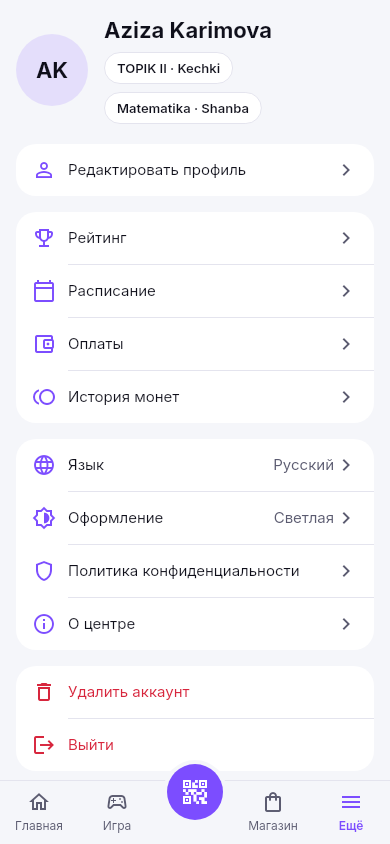 Aziza Karimova
AK
TOPIK II · Kechki
Matematika · Shanba
Редактировать профиль
Рейтинг
Расписание
Оплаты
История монет
Язык Русский
Оформление Светлая
Политика конфиденциальности
О центре
Удалить аккаунт
Выйти
Главная Игра Магазин Ещё